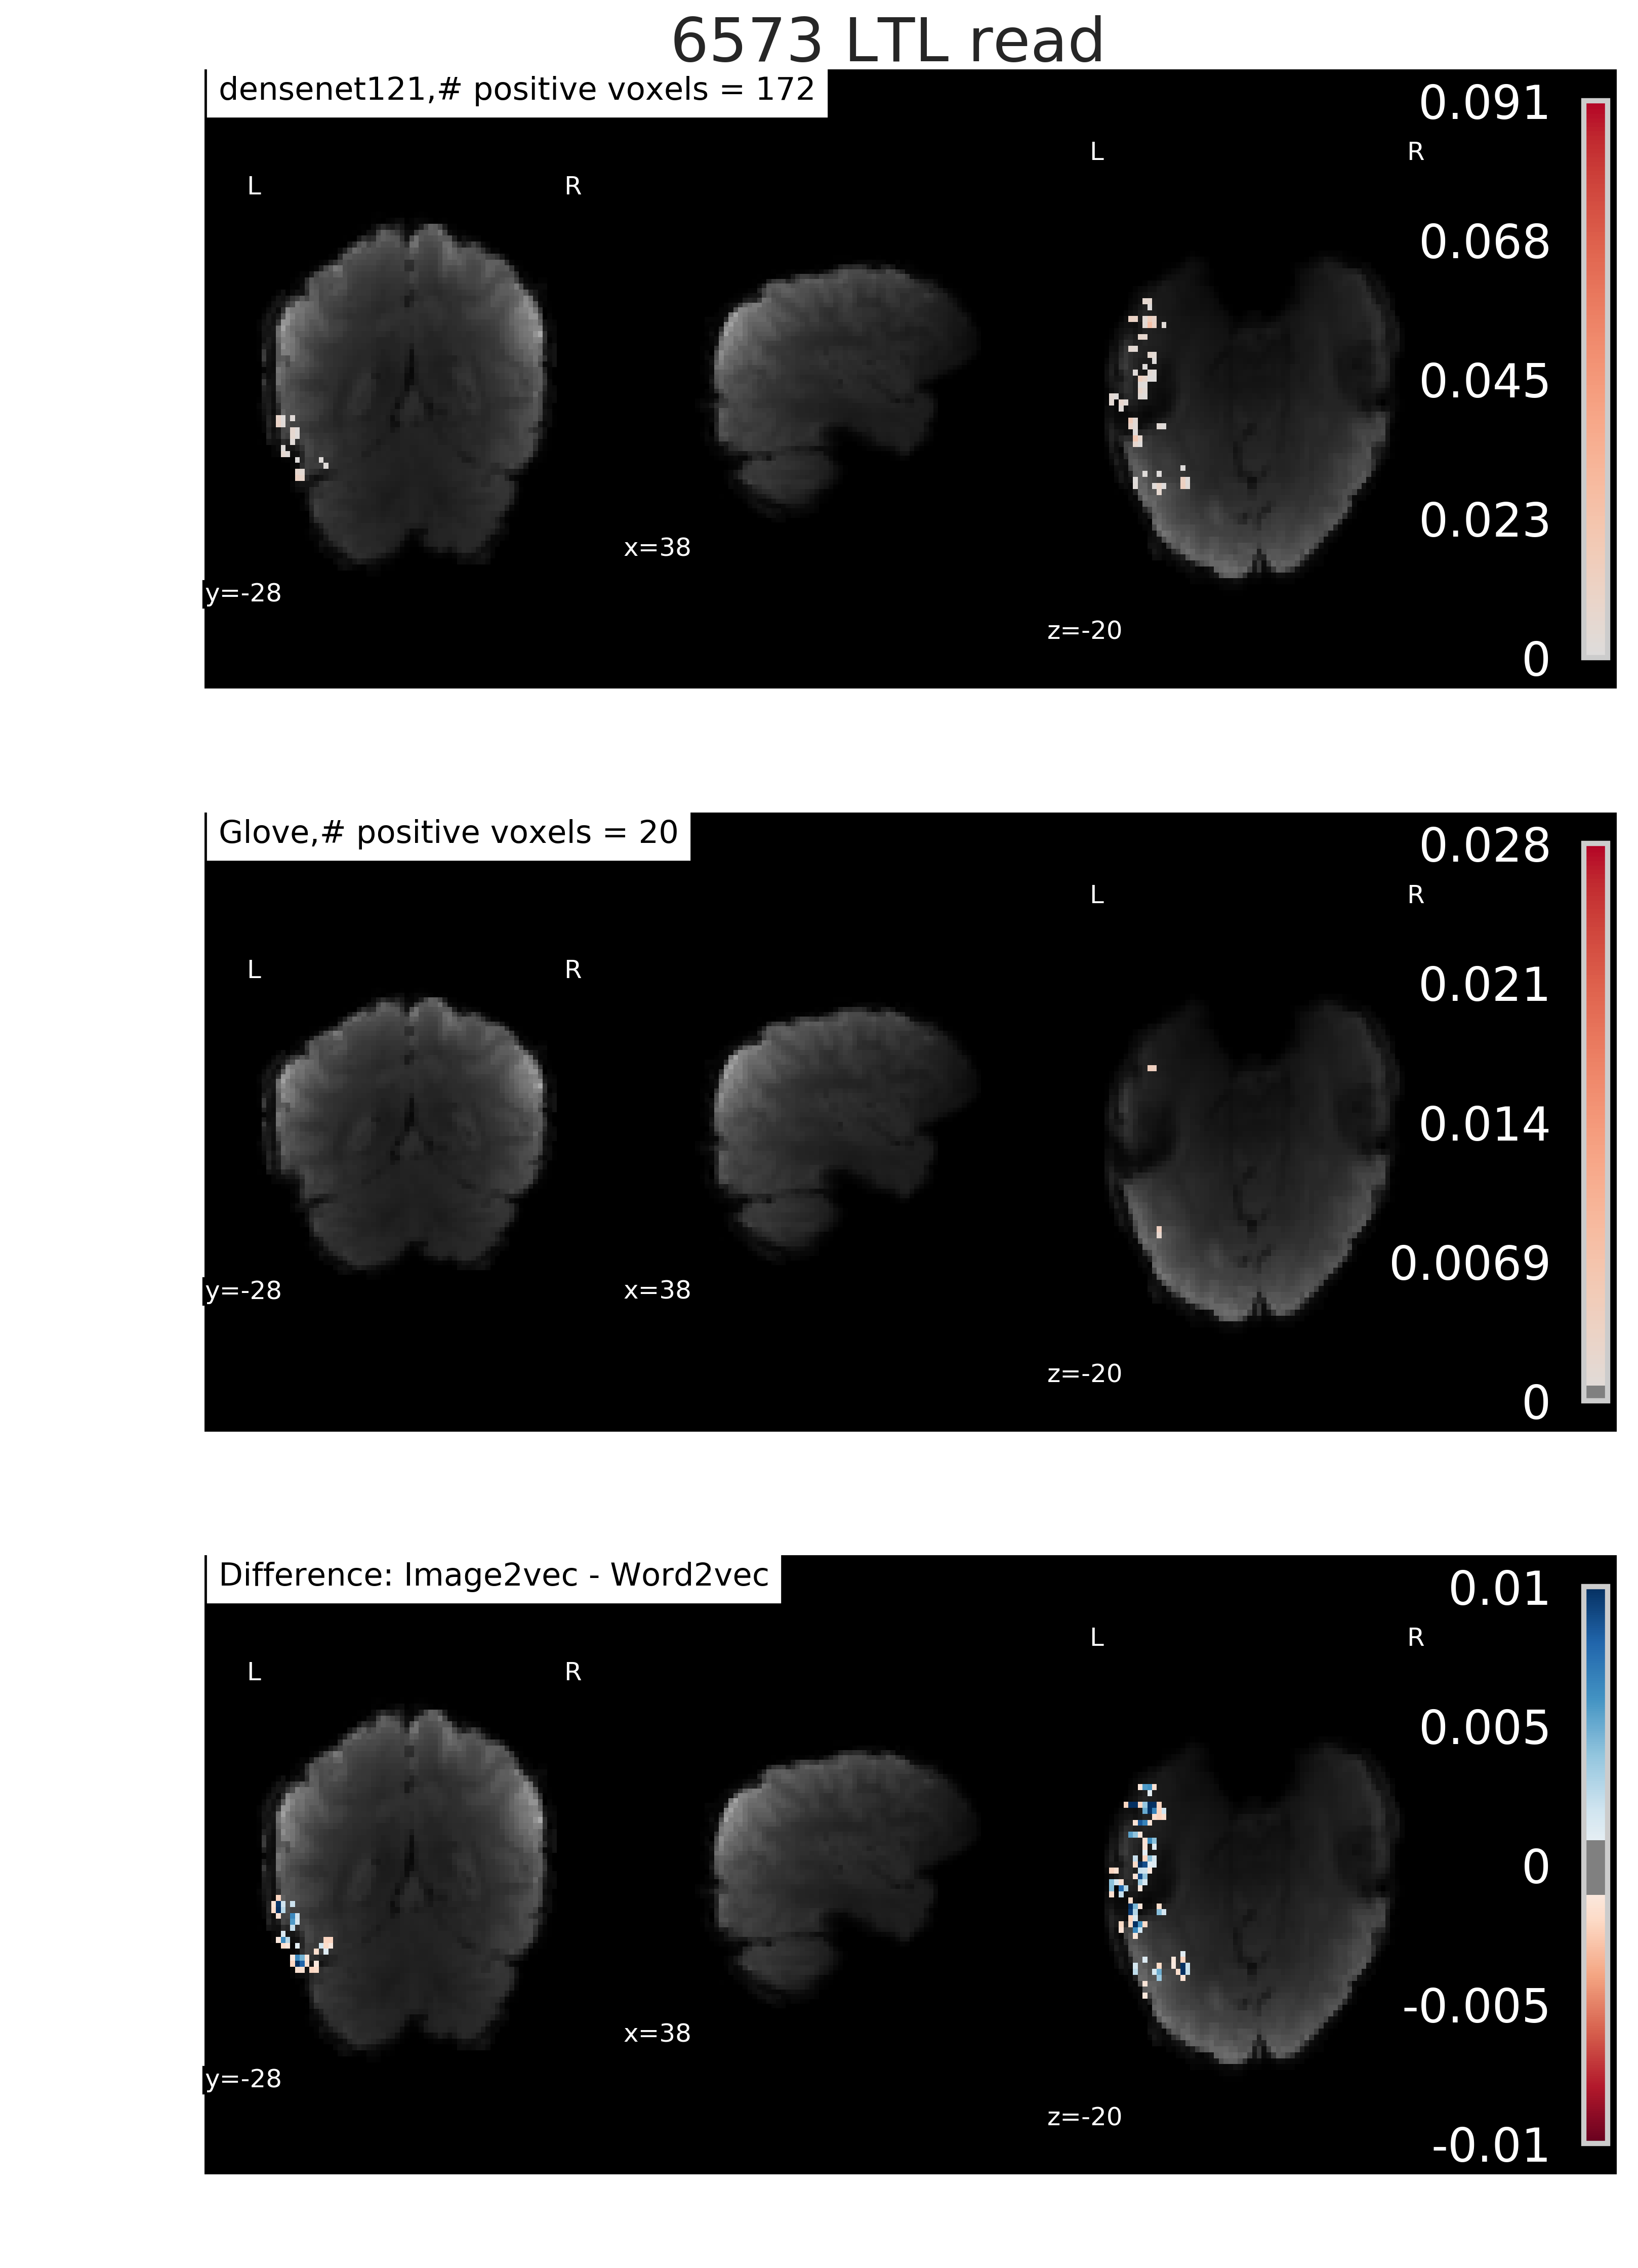 6573 LTL read
densenet121,# positive voxels = 172
L R L R
y=-28
x=38
z=-20
0.091
0.068
0.045
0.023
0
Glove,# positive voxels = 20
L R L R
y=-28
x=38
z=-20
0.028
0.021
0.014
0.0069
0
Difference: Image2vec - Word2vec
L R L R
y=-28
x=38
z=-20
0.01
0.005
0
-0.005
-0.01